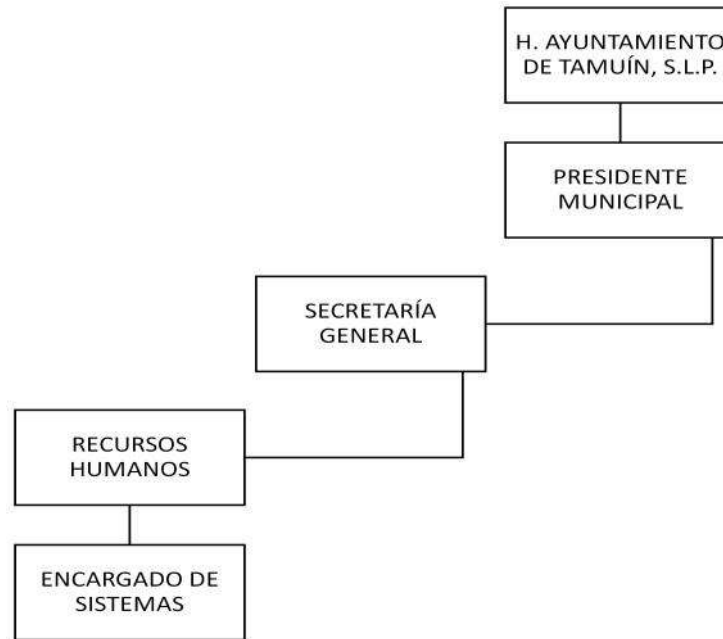 H. AYUNTAMIENTO
DE TAMUÍN, S.L.P.
PRESIDENTE
MUNICIPAL
SECRETARÍA
GENERAL
RECURSOS
HUMANOS
ENCARGADO DE
SISTEMAS